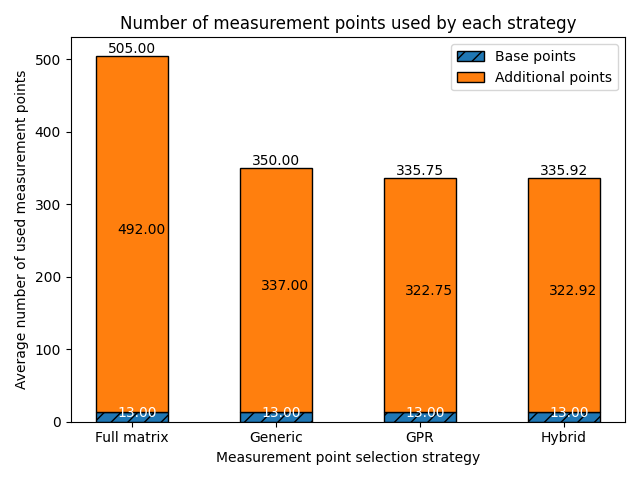 Number of measurement points used by each strategy
Base points
Additional points
Average number of used measurement points
500
400
300
200
100
0
505.00
350.00
335.75
335.92
492.00
337.00
322.75
322.92
13.00
13.00
13.00
13.00
Full matrix
Generic
GPR
Hybrid
Measurement point selection strategy